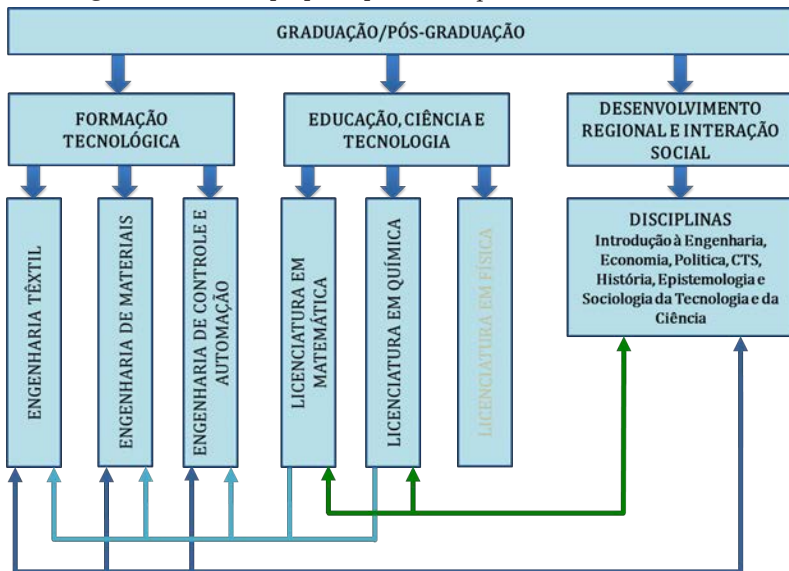 GRADUAÇÃO/PÓS-GRADUAÇÃO
FORMAÇÃO
TECNOLÓGICA
EDUCAÇÃO, CIÊNCIA E
TECNOLOGIA
DESENVOLVIMENTO
REGIONAL E INTERAÇÃO
SOCIAL
ENGENHARIA TÊXTIL
ENGENHARIA DE MATERIAIS
ENGENHARIA DE CONTROLE E
AUTOMAÇÃO
LICENCIATURA EM
MATEMÁTICA
LICENCIATURA EM QUÍMICA
LICENCIATURA EM FÍSICA
DISCIPLINAS
Introdução à Engenharia,
Economia, Política, CTS,
História, Epistemologia e
Sociologia da Tecnologia e da
Ciência